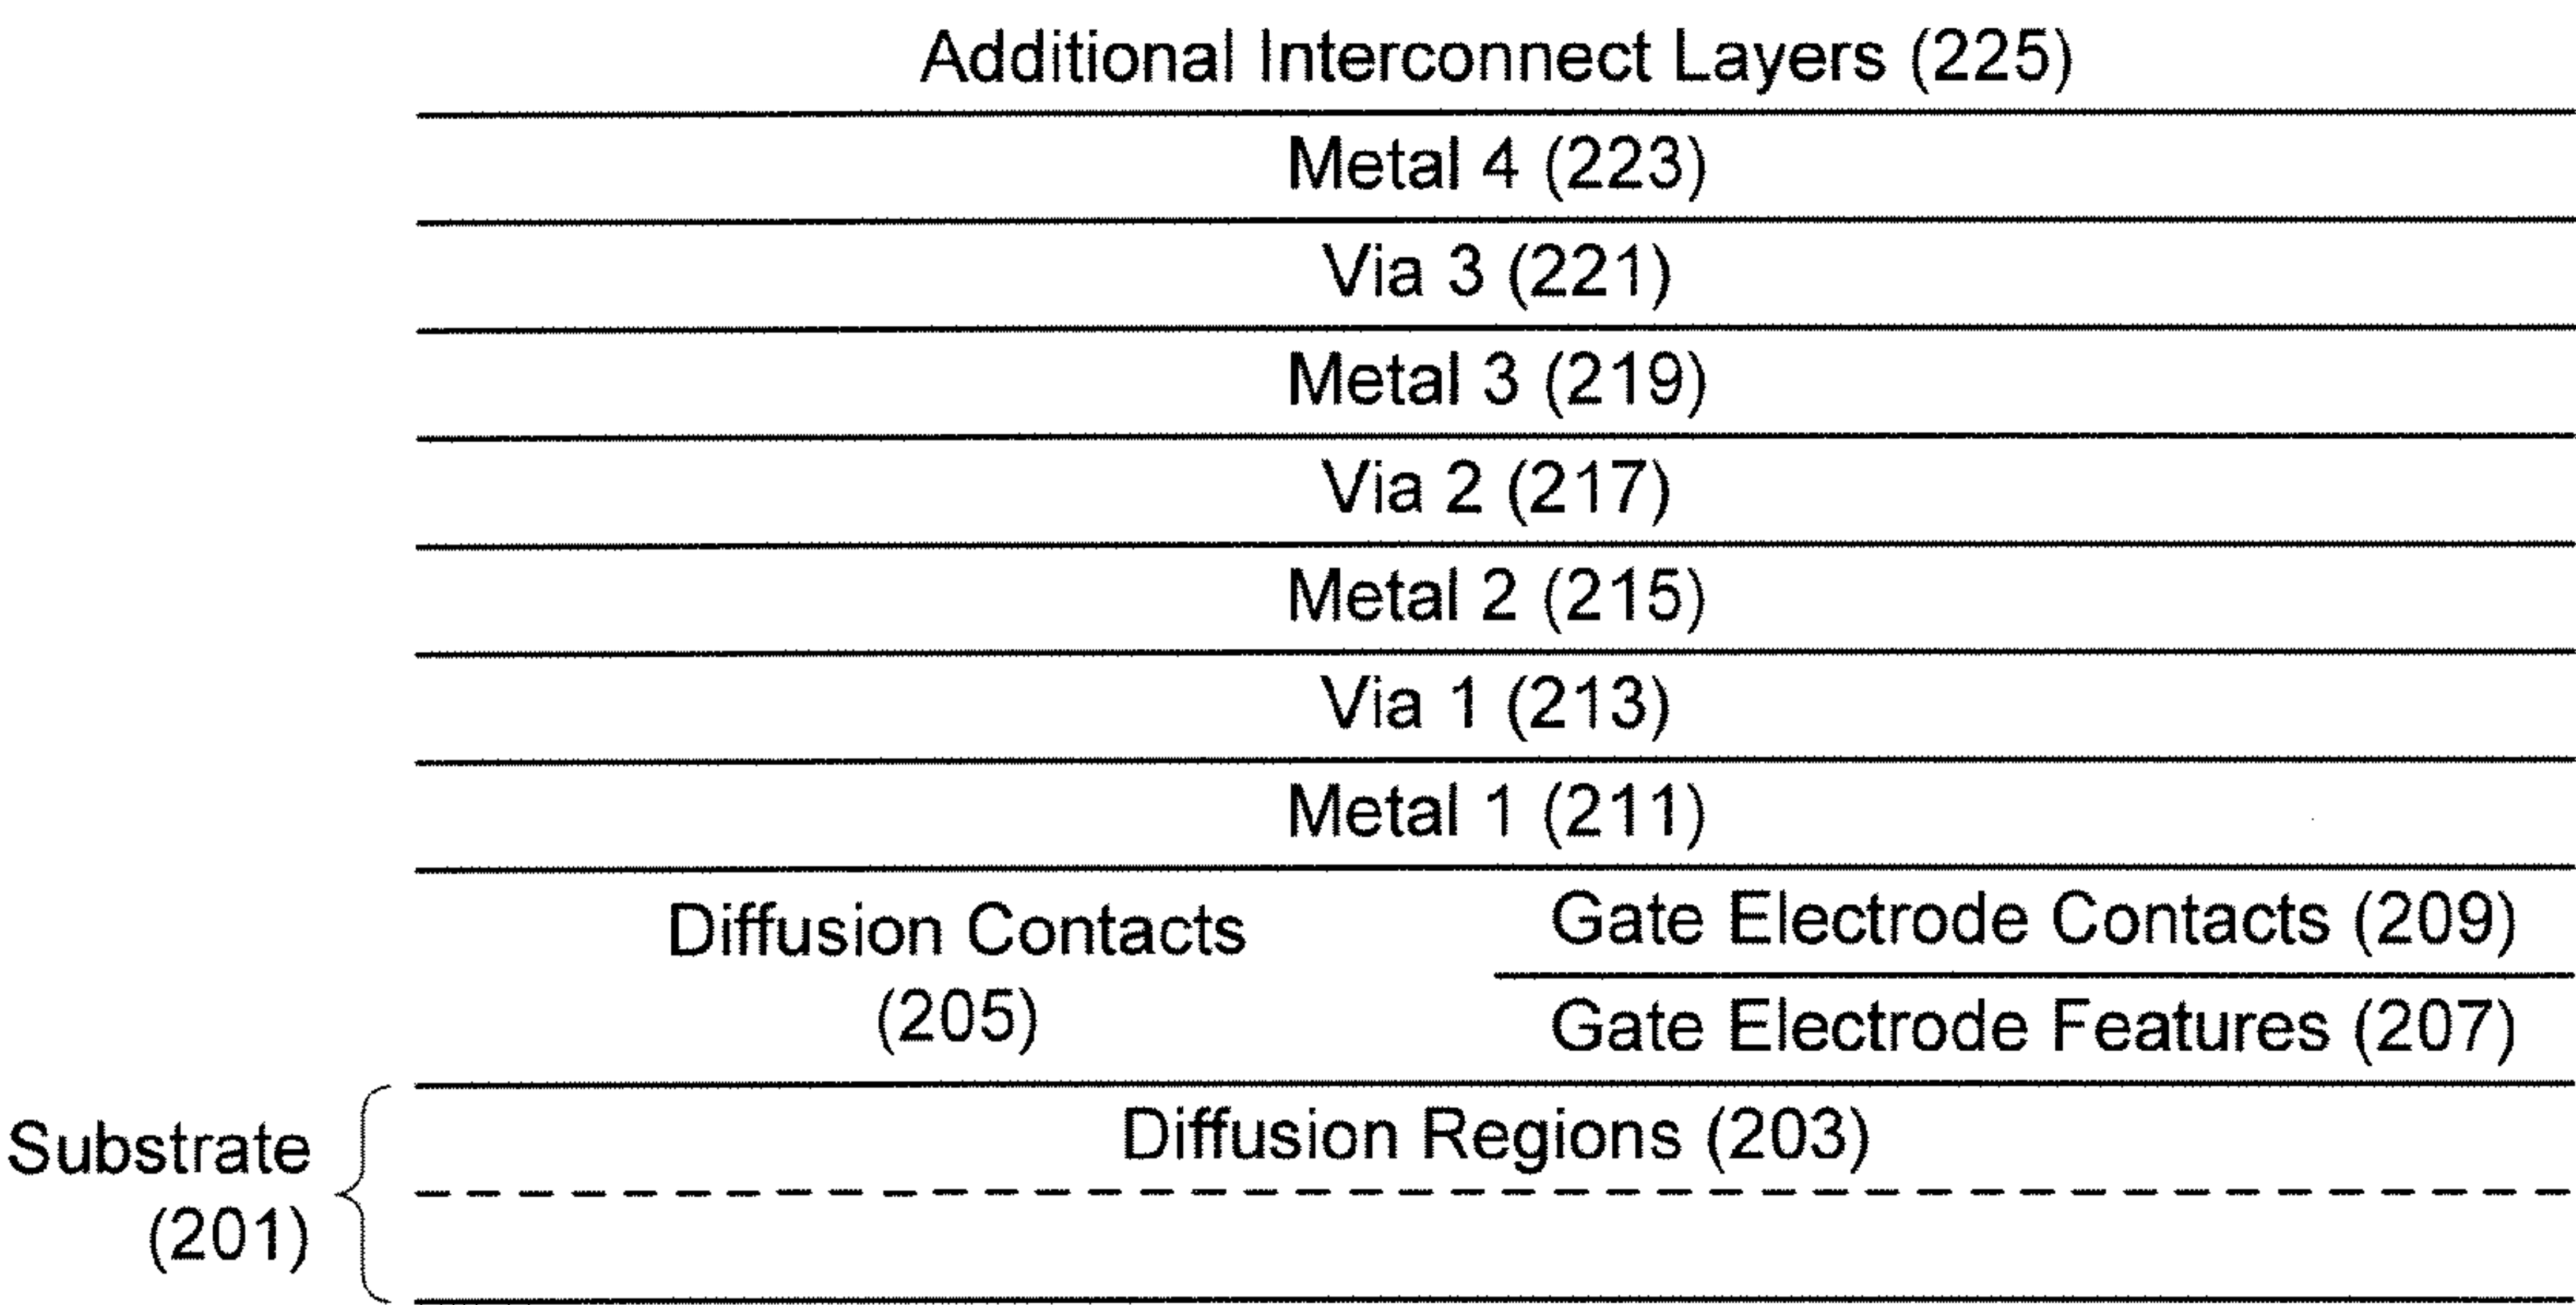 Additional Interconnect Layers (225)
Metal 4 (223)
Via 3 (221)
Metal 3 (219)
Via 2 (217)
Metal 2 (215)
Via 1 (213)
Metal 1 (211)
Diffusion Contacts
(205)
Gate Electrode Contacts (209)
Gate Electrode Features (207)
Substrate
(201)
Diffusion Regions (203)